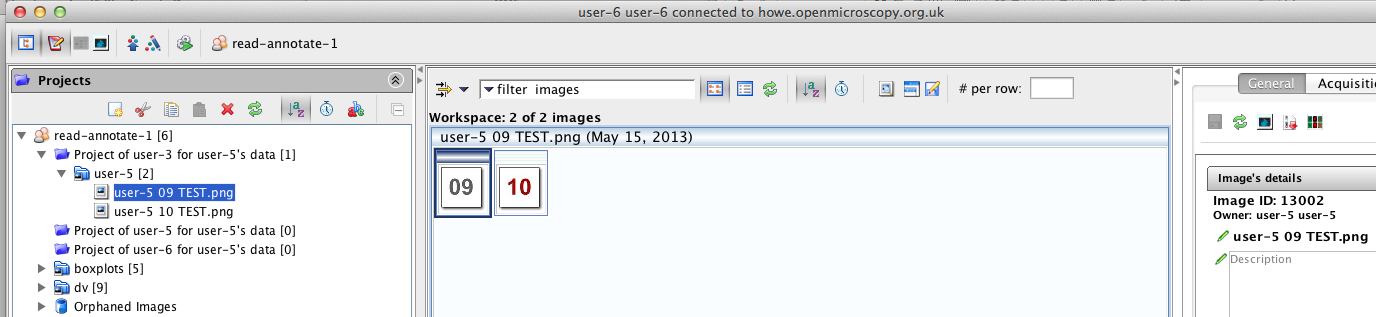 user-6 user-6 connected to howe.openmicroscopy.org.uk
read-annotate-1
Projects
read-annotate-1 [6]
Project of user-3 for user-5's data [1]
user-5 [2]
user-5 09 TEST.png
user-5 10 TEST.png
Project of user-5 for user-5's data [0]
Project of user-6 for user-5's data [0]
boxplots [5]
dv [9]
Orphaned Images
filter images
# per row:
Workspace: 2 of 2 images
user-5 09 TEST.png (May 15, 2013)
09
10
General
Acquisitio
Image's details
Image ID: 13002
Owner: user-5 user-5
user-5 09 TEST.png
Description